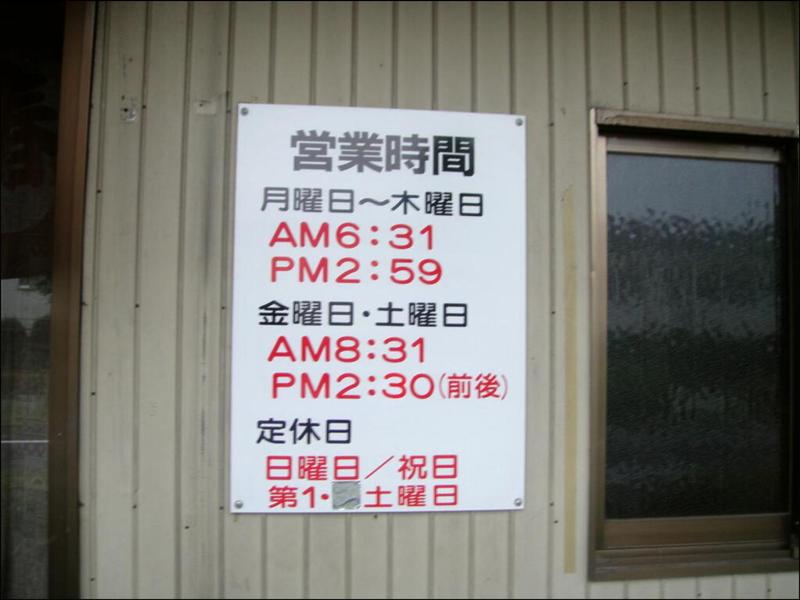 営業時間
月曜日～木曜日
AM6：31
PM2：59
金曜日・土曜日
AM8：31
PM2：30（前後）
定休日
日曜日／祝日
第1・土曜日